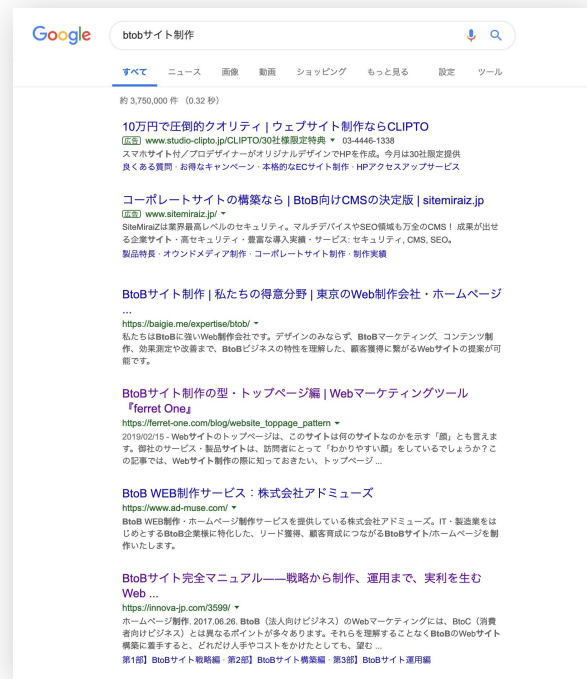 Google
btobサイト制作
すべて ニュース 画像 動画 ショッピング もっと見る 設定 ツール
約 3,750,000 件 （0.32 秒）
10万円で圧倒的クオリティ | ウェブサイト制作ならCLIPTO
広告 www.studio-clipto.jp/CLIPTO/30社様限定特典 ▼ 03-4446-1338
スマホサイト付／プロデザイナーがオリジナルデザインでHPを作成。今月は30社限定提供
良くある質問 · お得なキャンペーン · 本格的なECサイト制作 · HPアクセスアップサービス
コーポレートサイトの構築なら | BtoB向けCMSの決定版 | sitemiraiz.jp
広告 www.sitemiraiz.jp/ ▼
SiteMiraiZは業界最高レベルのセキュリティ。マルチデバイスやSEO領域も万全のCMS！ 成果が出せ
る企業サイト・高セキュリティ・豊富な導入実績・サービス: セキュリティ, CMS, SEO。
製品特長 · オウンドメディア制作 · コーポレートサイト制作 · 制作実績
BtoBサイト制作 | 私たちの得意分野 | 東京のWeb制作会社・ホームページ
...
https://baigie.me/expertise/btob/ ▼
私たちはBtoBに強いWeb制作会社です。デザインのみならず、BtoBマーケティング、コンテンツ制
作、効果測定や改善まで、BtoBビジネスの特性を理解した、顧客獲得に繋がるWebサイトの提案が可
能です。
BtoBサイト制作の型・トップページ編 | Webマーケティングツール
『ferret One』
https://ferret-one.com/blog/website_toppage_pattern ▼
2019/02/15 - Webサイトのトップページは、このサイトは何のサイトなのかを示す「顔」とも言えま
す。御社のサービス・製品サイトは、訪問者にとって「わかりやすい顔」をしているでしょうか？こ
の記事では、Webサイト制作の際に知っておきたい、トップページ ...
BtoB WEB制作サービス：株式会社アドミューズ
https://www.ad-muse.com/ ▼
BtoB WEB制作・ホームページ制作サービスを提供している株式会社アドミューズ。IT・製造業をは
じめとするBtoB企業様に特化した、リード獲得、顧客育成につながるBtoBサイト/ホームページを制
作いたします。
BtoBサイト完全マニュアル――戦略から制作、運用まで、実利を生む
Web ...
https://innova-jp.com/3599/ ▼
ホームページ制作. 2017.06.26. BtoB（法人向けビジネス）のWebマーケティングには、BtoC（消費
者向けビジネス）とは異なるポイントが多くあります。それらを理解することなくBtoBのWebサイト
構築に着手すると、どれだけ人手やコストをかけたとしても、望む ...
第1部】BtoBサイト戦略編 · 第2部】BtoBサイト構築編 · 第3部】BtoBサイト運用編